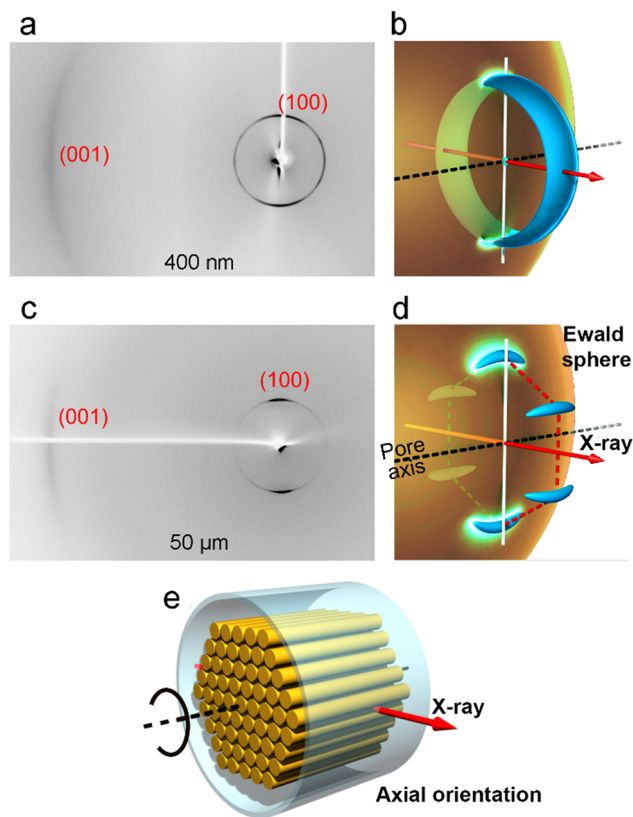 a
b
(100)
(001)
400 nm
c
d
Ewald
sphere
(100)
(001)
Pore
axis
X-ray
50 µm
e
X-ray
Axial orientation